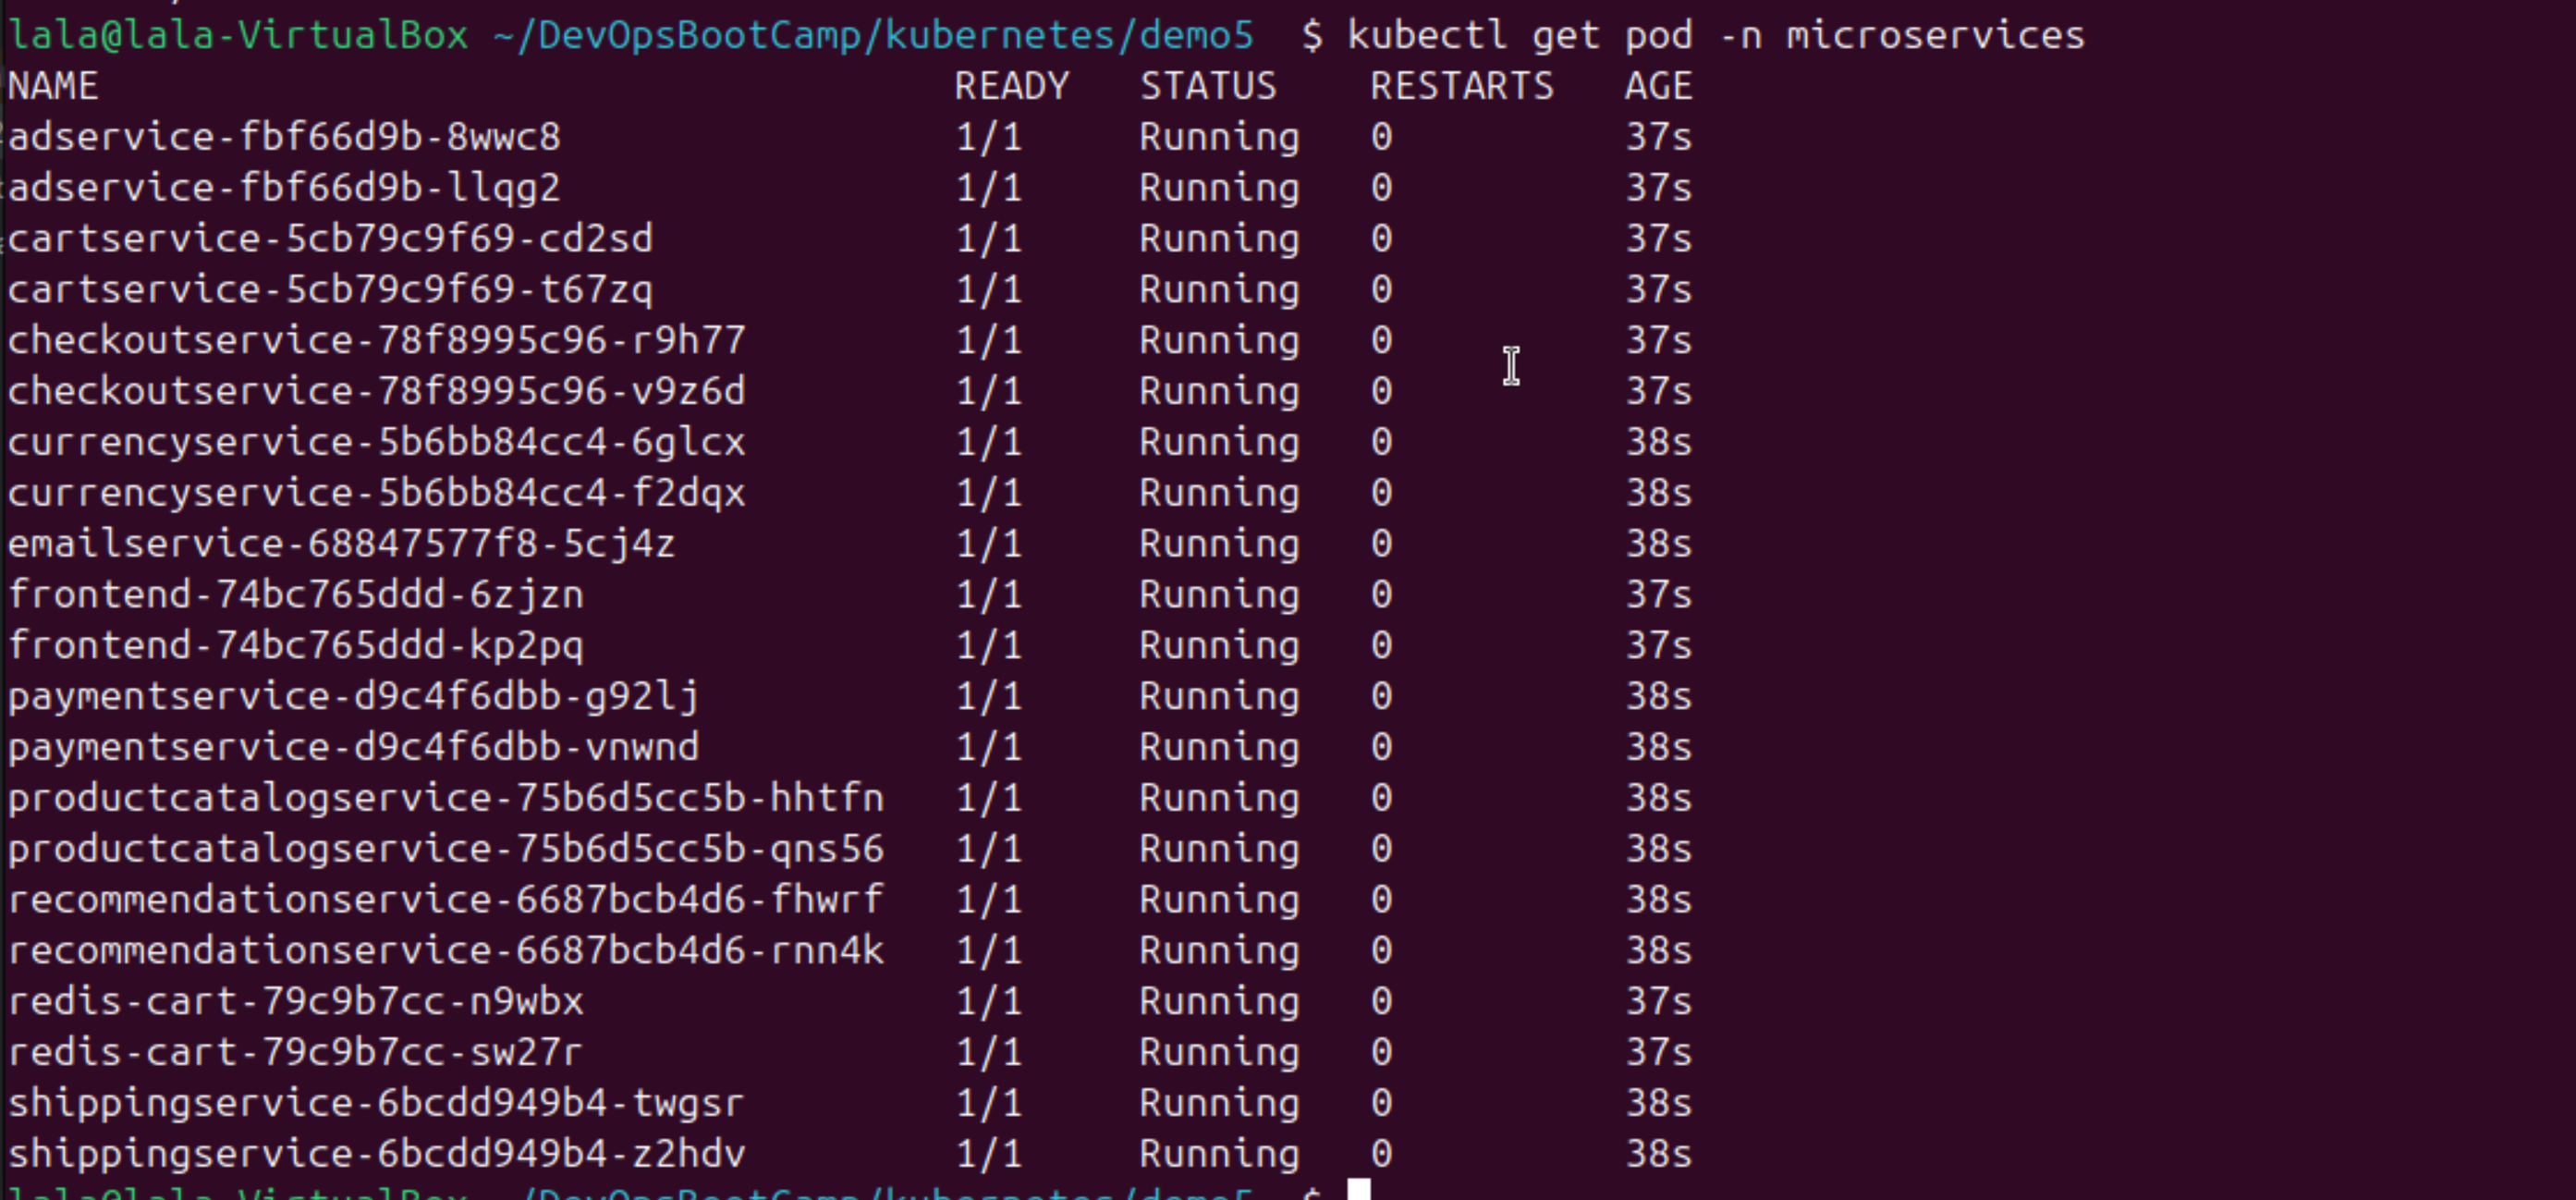 lala@lala-VirtualBox ~/DevOpsBootCamp/kubernetes/demo5 $ kubectl get pod -n microservices
NAME READY STATUS RESTARTS AGE
adservice-fbf66d9b-8wwc8 1/1 Running 0 37s
adservice-fbf66d9b-llqg2 1/1 Running 0 37s
cartservice-5cb79c9f69-cd2sd 1/1 Running 0 37s
cartservice-5cb79c9f69-t67zq 1/1 Running 0 37s
checkoutservice-78f8995c96-r9h77 1/1 Running 0 37s
checkoutservice-78f8995c96-v9z6d 1/1 Running 0 37s
currencyservice-5b6bb84cc4-6glcx 1/1 Running 0 38s
currencyservice-5b6bb84cc4-f2dqx 1/1 Running 0 38s
emailservice-68847577f8-5cj4z 1/1 Running 0 38s
frontend-74bc765ddd-6zjzn 1/1 Running 0 37s
frontend-74bc765ddd-kp2pq 1/1 Running 0 37s
paymentservice-d9c4f6dbb-g92lj 1/1 Running 0 38s
paymentservice-d9c4f6dbb-vnwnd 1/1 Running 0 38s
productcatalogservice-75b6d5cc5b-hhtfn 1/1 Running 0 38s
productcatalogservice-75b6d5cc5b-qns56 1/1 Running 0 38s
recommendationservice-6687bcb4d6-fhwrf 1/1 Running 0 38s
recommendationservice-6687bcb4d6-rnn4k 1/1 Running 0 38s
redis-cart-79c9b7cc-n9wbx 1/1 Running 0 37s
redis-cart-79c9b7cc-sw27r 1/1 Running 0 37s
shippingservice-6bcdd949b4-twgsr 1/1 Running 0 38s
shippingservice-6bcdd949b4-z2hdv 1/1 Running 0 38s
lala@lala-VirtualBox ~/DevOpsBootCamp/kubernetes/demo5 $